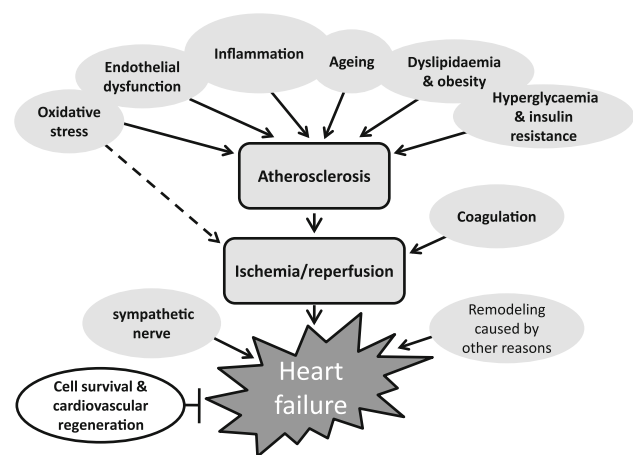 Inflammation
Ageing
Endothelial
dysfunction
Dyslipidaemia
& obesity
Oxidative
stress
Hyperglycaemia
& insulin
resistance
Atherosclerosis
Coagulation
Ischemia/reperfusion
sympathetic
nerve
Remodeling
caused by
other reasons
Heart
failure
Cell survival &
cardiovascular
regeneration